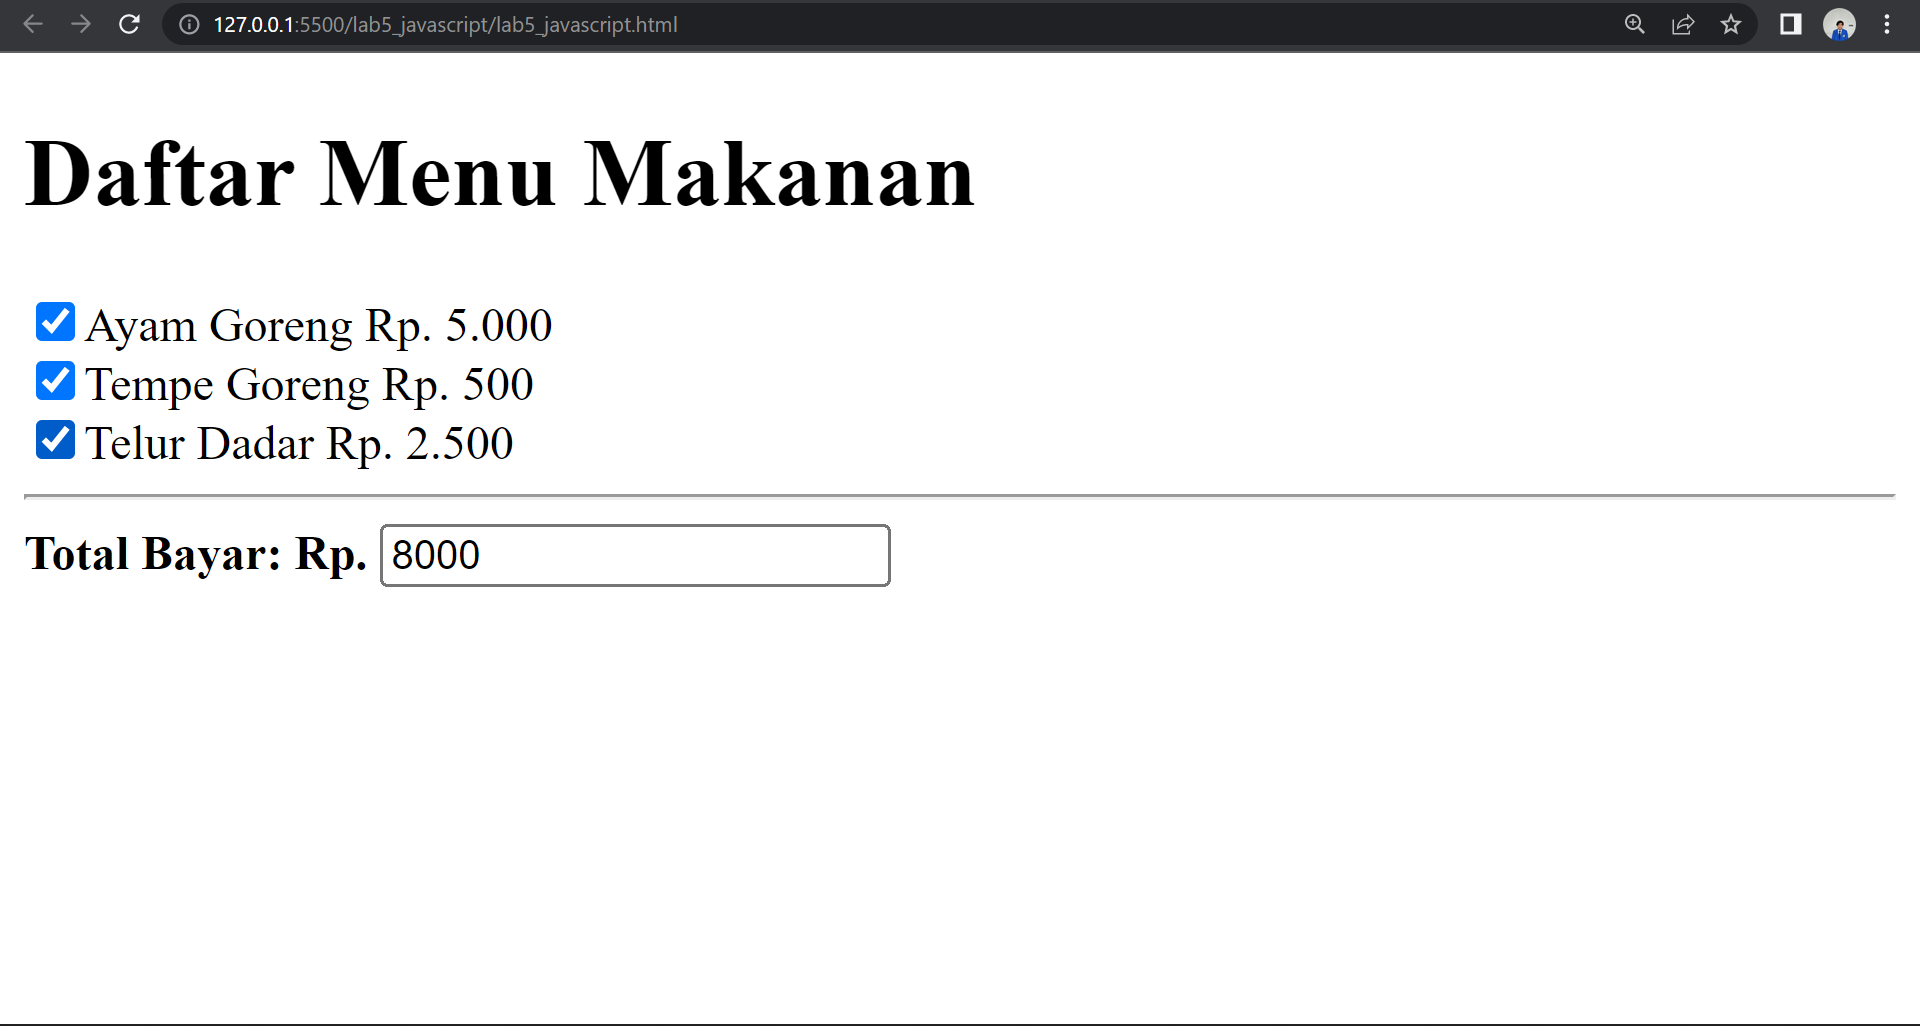 127.0.0.1:5500/lab5_javascript/lab5_javascript.html
Daftar Menu Makanan
Ayam Goreng Rp. 5.000
Tempe Goreng Rp. 500
Telur Dadar Rp. 2.500
Total Bayar: Rp. 8000